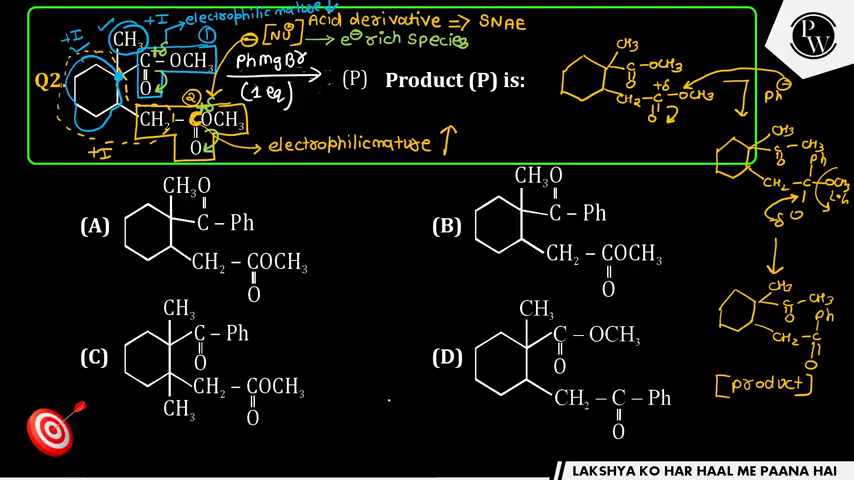 Acid derivative => SNAE
electrophilic nature ↓
[Nu] → e⊖ rich species
+I
CH₃
①
C – OCH₃
O
Q2.
PhMgBr
(1 eq)
(P) Product (P) is:
②
CH₂ – COCH₃
O
+I
electrophilic nature ↑
CH₃
C – OCH₃
O
CH₂ – C – OCH₃
O
Ph⊖
PW
CH₃
C – CH₃
O
Ph
CH₂ – C – OCH₃
O
CH₃
C – CH₃
O
Ph
CH₂ – C
O
[product]
(A)
CH₃O
C – Ph
CH₂ – COCH₃
O
(B)
CH₃O
C – Ph
CH₂ – COCH₃
O
(C)
CH₃
C – Ph
O
CH₂ – COCH₃
CH₃
O
(D)
CH₃
C – OCH₃
O
CH₂ – C – Ph
O
LAKSHYA KO HAR HAAL ME PAANA HAI